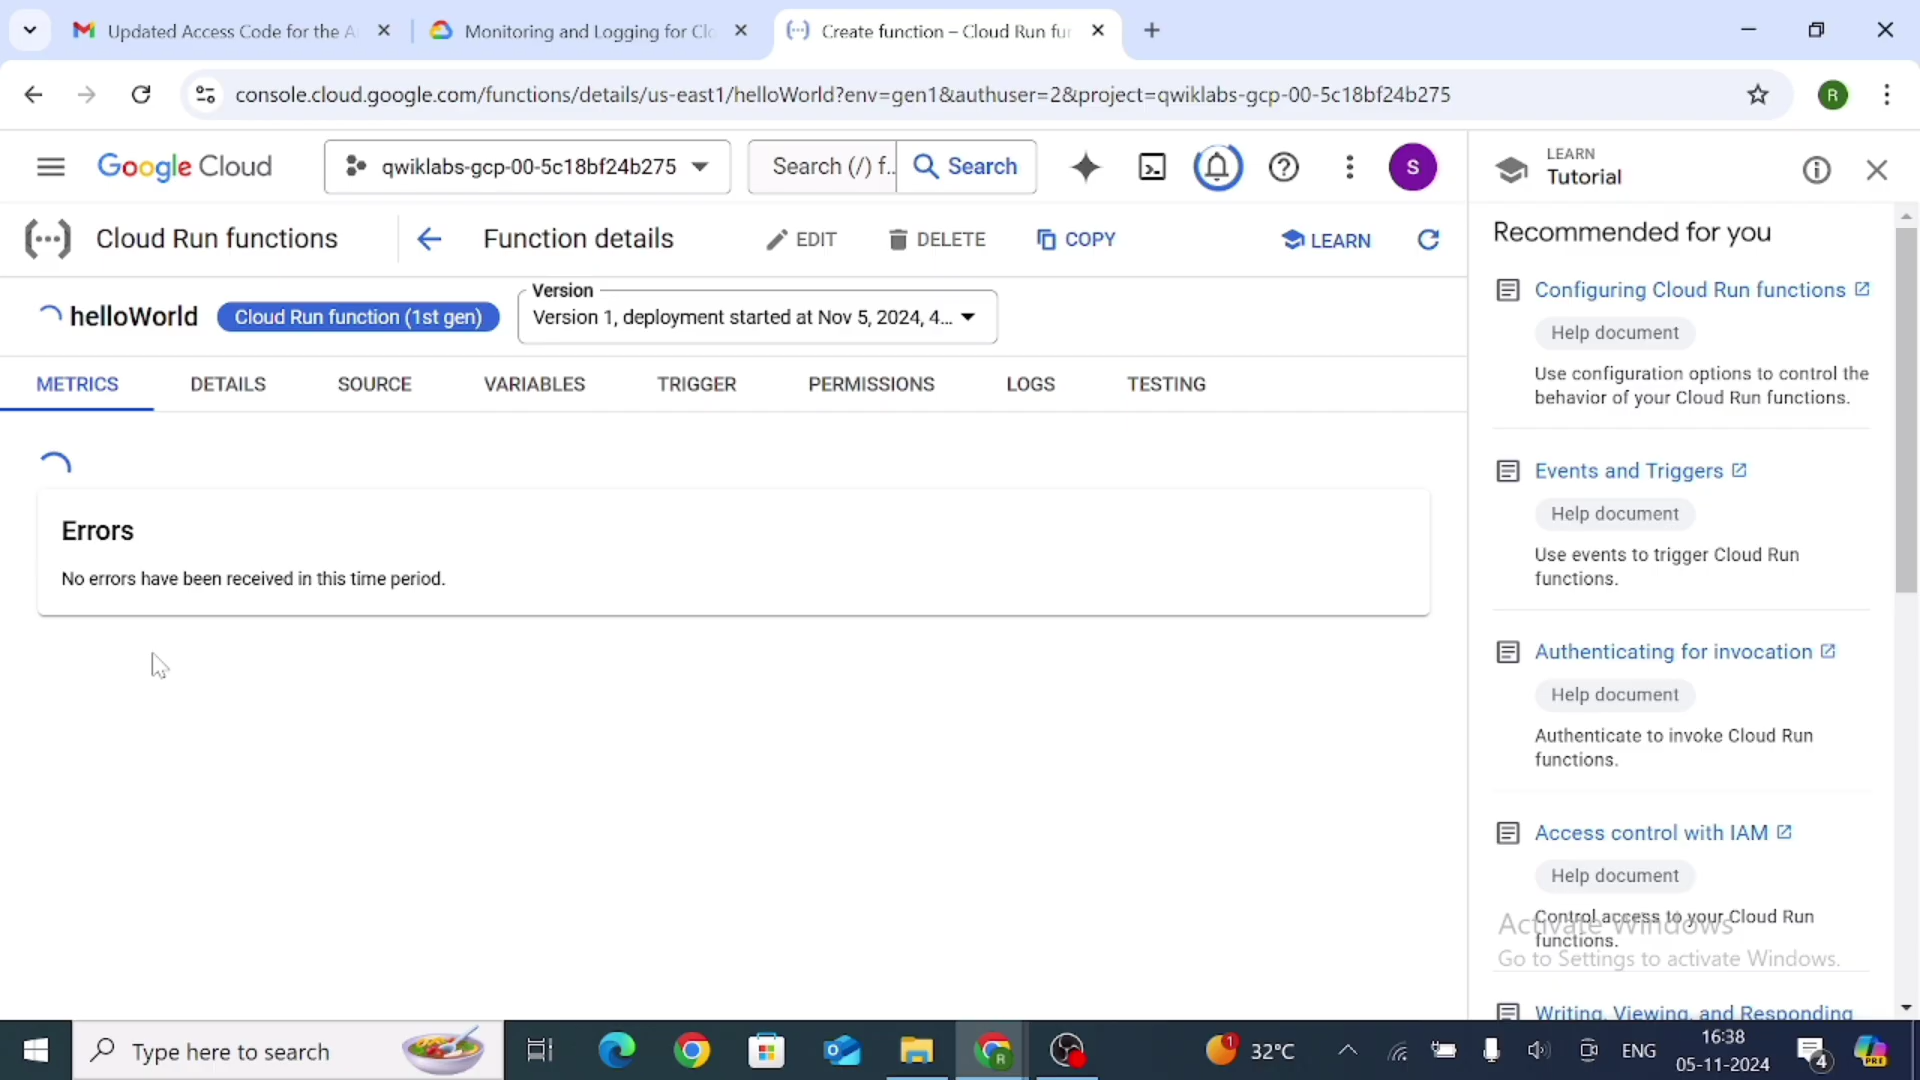 Updated Access Code for the A
Monitoring and Logging for Clo
Create function – Cloud Run fur
console.cloud.google.com/functions/details/us-east1/helloWorld?env=gen1&authuser=2&project=qwiklabs-gcp-00-5c18bf24b275
R
Google Cloud
qwiklabs-gcp-00-5c18bf24b275
Search (/) f...
Search
S
LEARN
Tutorial
Cloud Run functions
Function details
EDIT
DELETE
COPY
LEARN
helloWorld
Cloud Run function (1st gen)
Version
Version 1, deployment started at Nov 5, 2024, 4...
METRICS
DETAILS
SOURCE
VARIABLES
TRIGGER
PERMISSIONS
LOGS
TESTING
Errors
No errors have been received in this time period.
Recommended for you
Configuring Cloud Run functions
Help document
Use configuration options to control the
behavior of your Cloud Run functions.
Events and Triggers
Help document
Use events to trigger Cloud Run
functions.
Authenticating for invocation
Help document
Authenticate to invoke Cloud Run
functions.
Access control with IAM
Help document
Control access to your Cloud Run
functions.
Activate Windows
Go to Settings to activate Windows.
Writing, Viewing, and Responding
Type here to search
R
1
32°C
ENG
16:38
05-11-2024
4
PRE